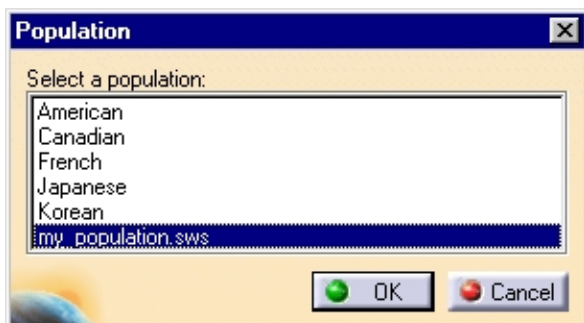 Population
Select a population:
American
Canadian
French
Japanese
Korean
my_population.sws
OK
Cancel